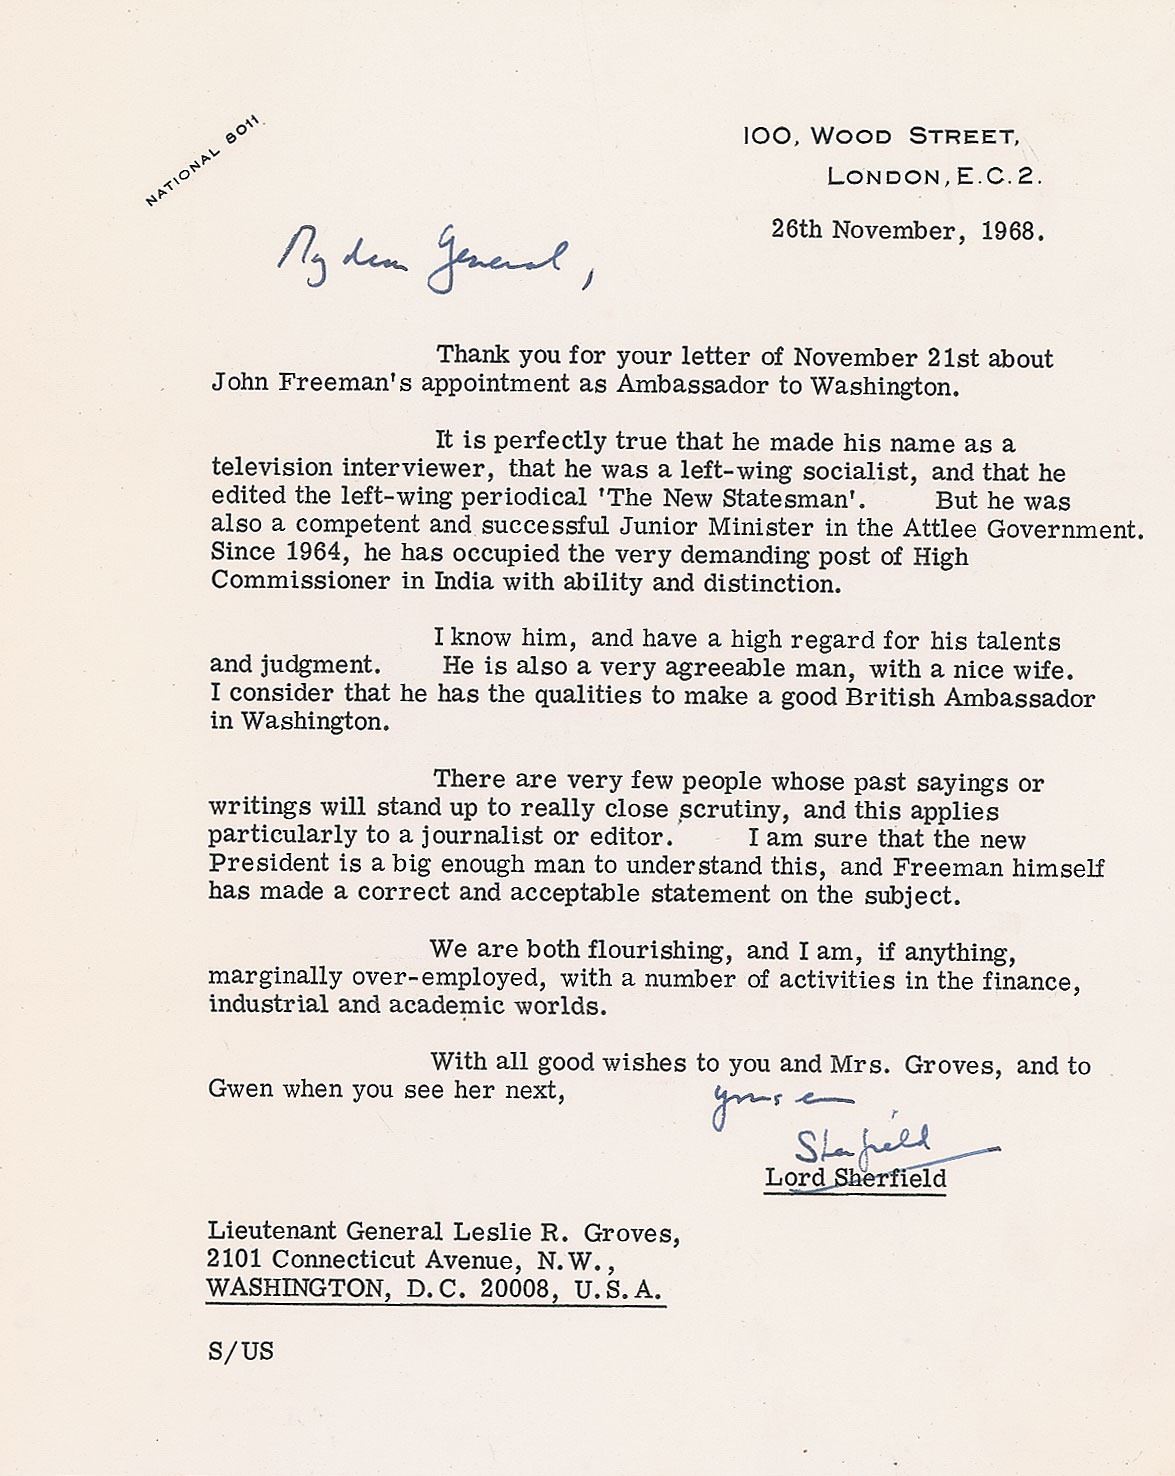 NATIONAL 8011.
100, WOOD STREET,
LONDON, E.C.2.
26th November, 1968.
My dear General,
Thank you for your letter of November 21st about
John Freeman's appointment as Ambassador to Washington.
It is perfectly true that he made his name as a
television interviewer, that he was a left-wing socialist, and that he
edited the left-wing periodical 'The New Statesman'. But he was
also a competent and successful Junior Minister in the Attlee Government.
Since 1964, he has occupied the very demanding post of High
Commissioner in India with ability and distinction.
I know him, and have a high regard for his talents
and judgment. He is also a very agreeable man, with a nice wife.
I consider that he has the qualities to make a good British Ambassador
in Washington.
There are very few people whose past sayings or
writings will stand up to really close scrutiny, and this applies
particularly to a journalist or editor. I am sure that the new
President is a big enough man to understand this, and Freeman himself
has made a correct and acceptable statement on the subject.
We are both flourishing, and I am, if anything,
marginally over-employed, with a number of activities in the finance,
industrial and academic worlds.
With all good wishes to you and Mrs. Groves, and to
Gwen when you see her next,
Yours
Sherfield
Lord Sherfield
Lieutenant General Leslie R. Groves,
2101 Connecticut Avenue, N.W.,
WASHINGTON, D.C. 20008, U.S.A.
S/US